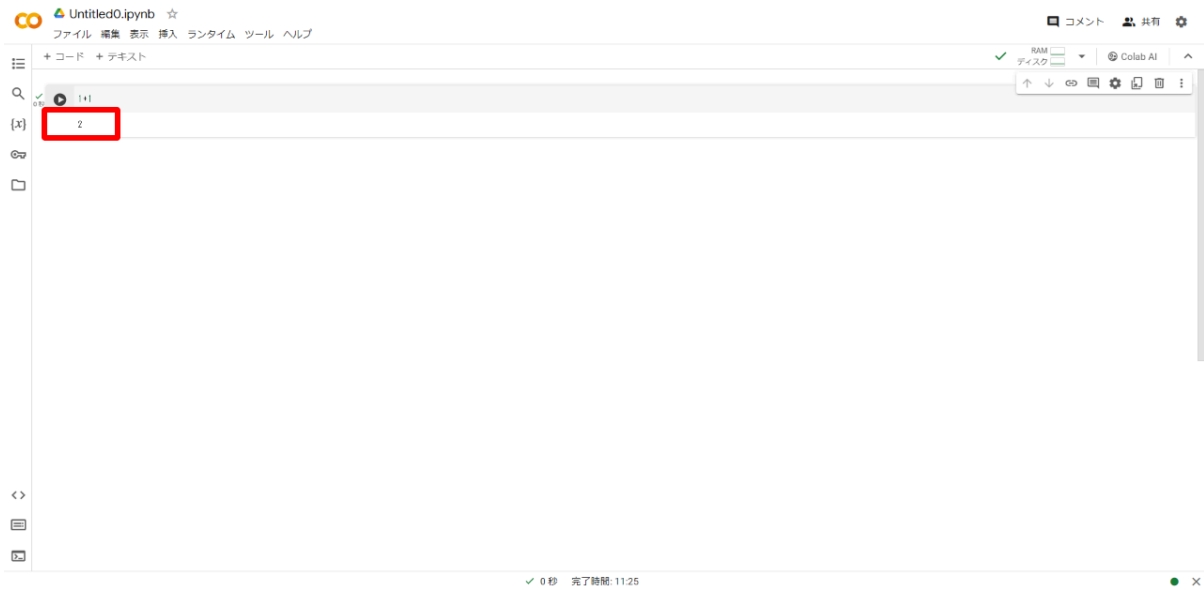 Untitled0.ipynb
コメント 共有
ファイル 編集 表示 挿入 ランタイム ツール ヘルプ
+ コード + テキスト
RAM
ディスク
Colab AI
0 秒
1+1
{x}
2
0 秒 完了時間: 11:25